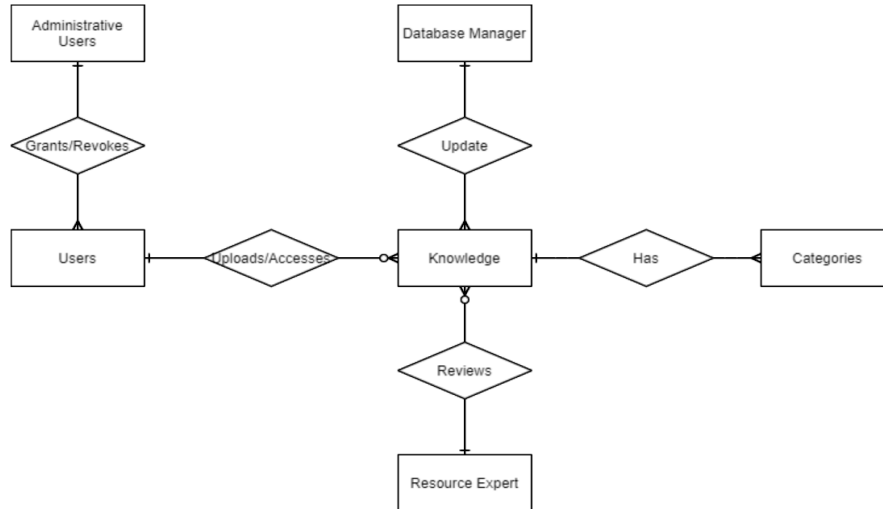 Administrative
Users
Database Manager
Grants/Revokes
Update
Users
Uploads/Accesses
Knowledge
Has
Categories
Reviews
Resource Expert